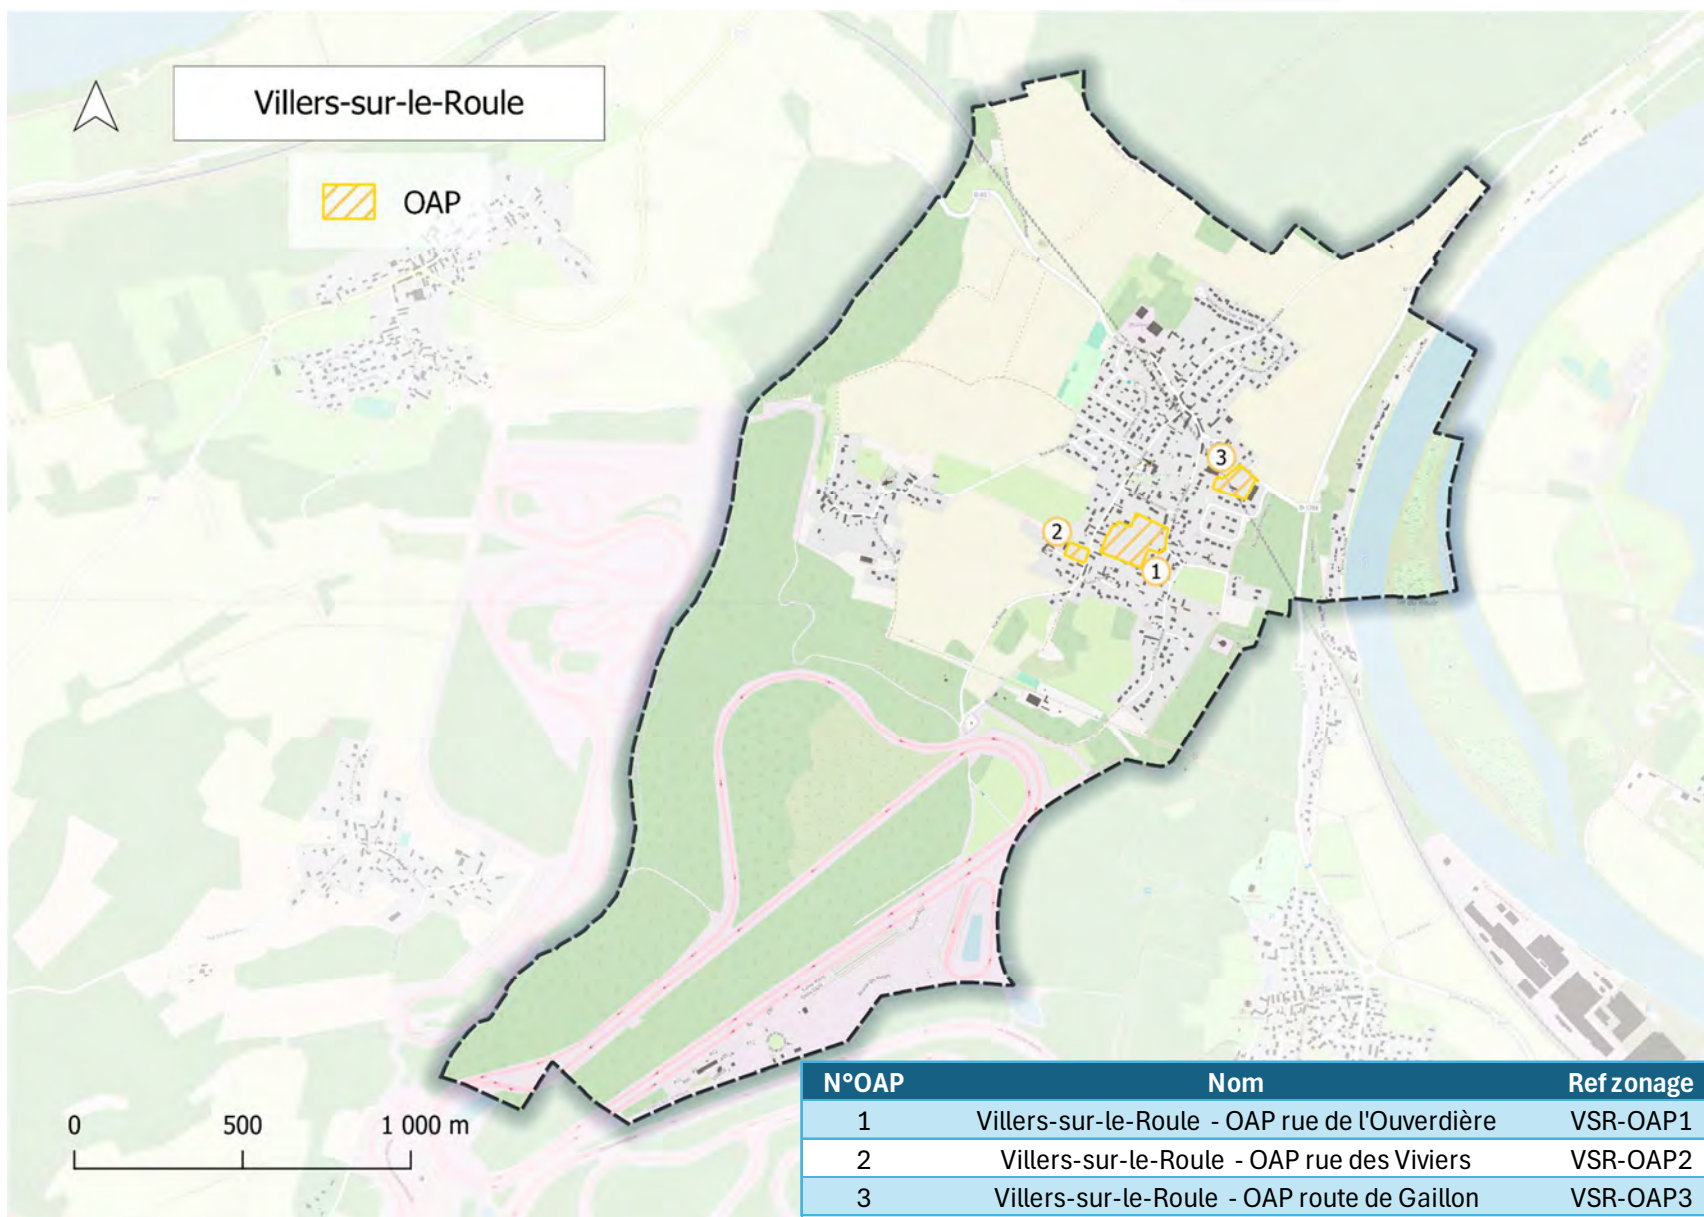 Villers-sur-le-Roule
OAP
3
2
1
0 500 1 000 m
N°OAP Nom Ref zonage
1 Villers-sur-le-Roule - OAP rue de l'Ouverdière VSR-OAP1
2 Villers-sur-le-Roule - OAP rue des Viviers VSR-OAP2
3 Villers-sur-le-Roule - OAP route de Gaillon VSR-OAP3